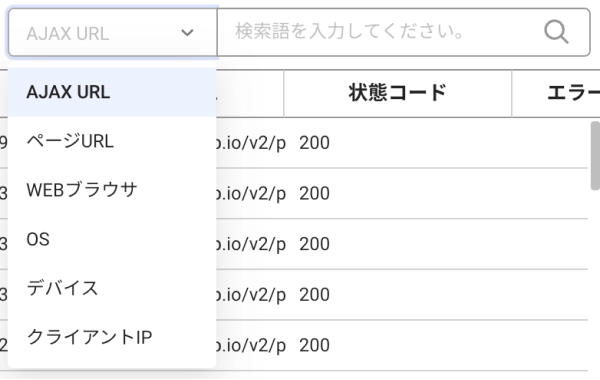 AJAX URL 検索語を入力してください。
AJAX URL 状態コード エラー
9 p.io/v2/p 200
ページURL
3 p.io/v2/p 200
WEBブラウザ
3 p.io/v2/p 200
OS
3 p.io/v2/p 200
デバイス
2 p.io/v2/p 200
クライアントIP